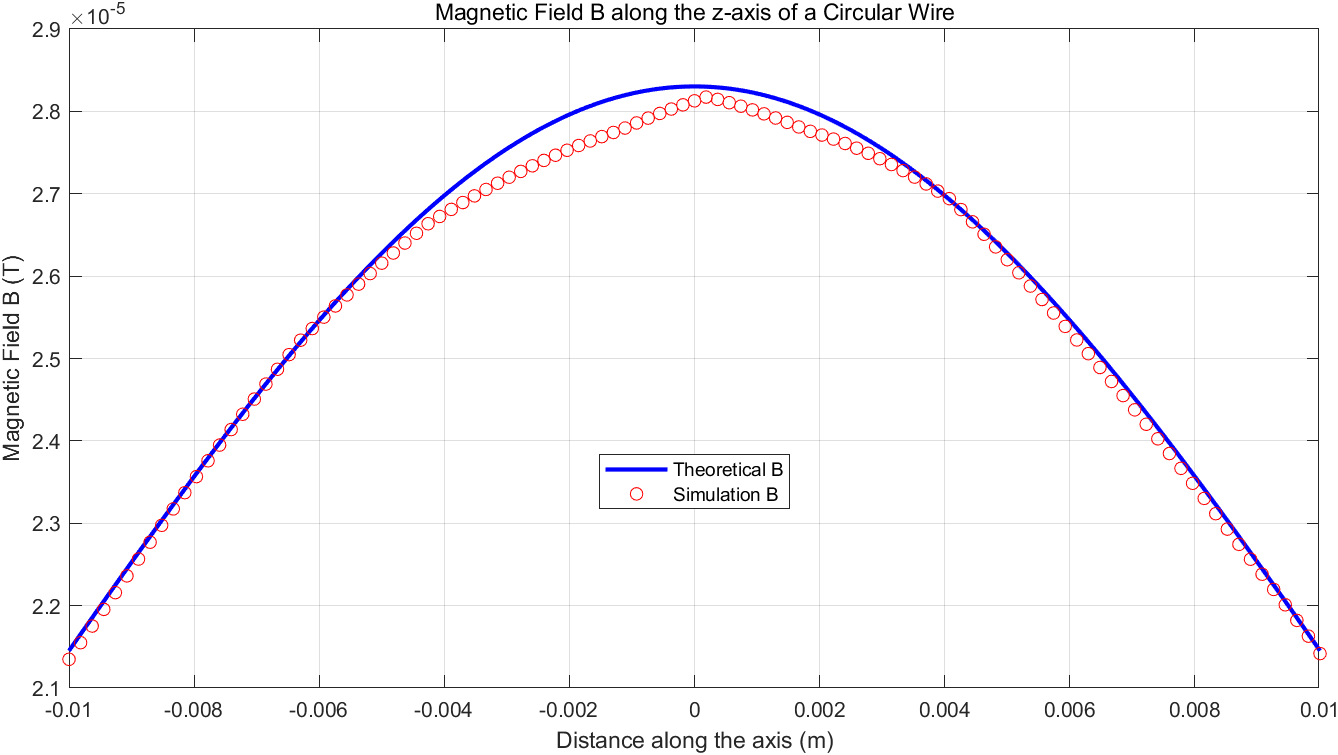 Magnetic Field B along the z-axis of a Circular Wire
×10⁻⁵
2.9
2.8
2.7
2.6
2.5
2.4
2.3
2.2
2.1
Magnetic Field B (T)
Theoretical B
Simulation B
-0.01 -0.008 -0.006 -0.004 -0.002 0 0.002 0.004 0.006 0.008 0.01
Distance along the axis (m)